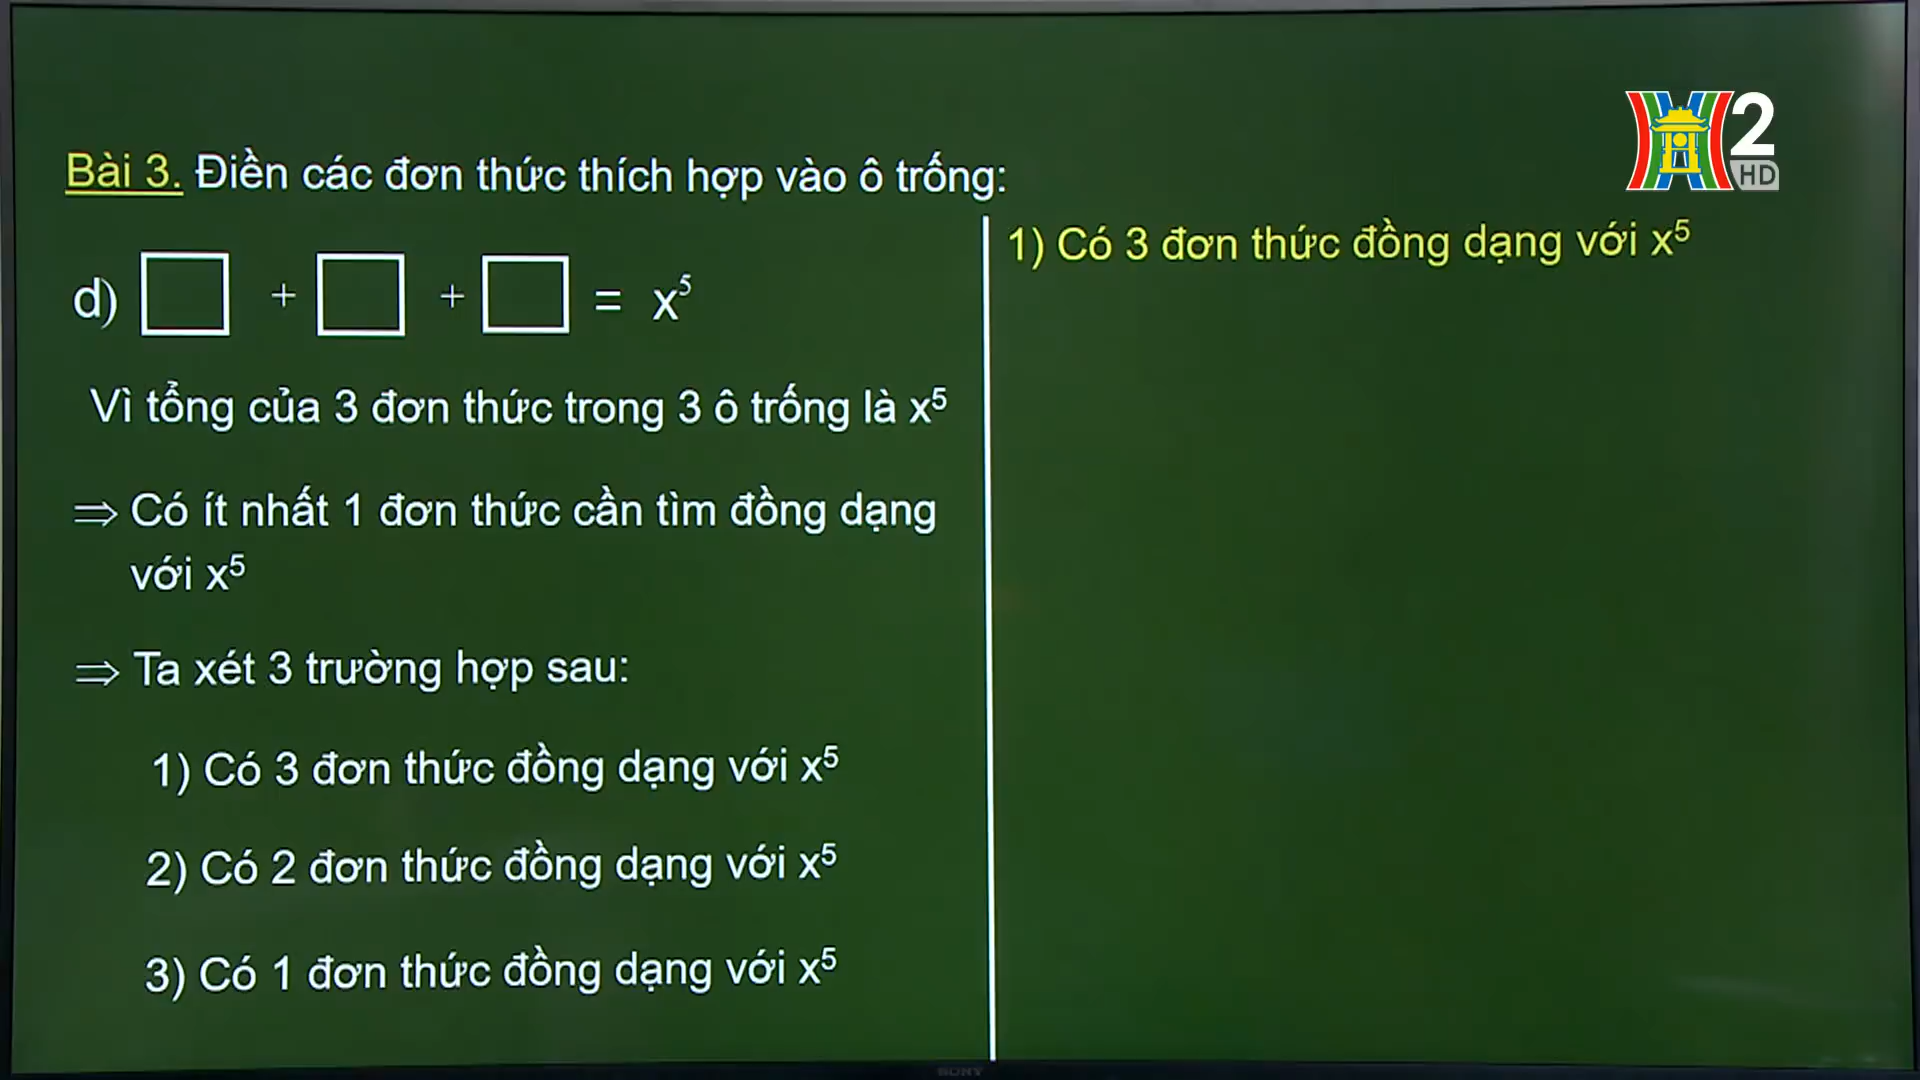 2
HD
Bài 3. Điền các đơn thức thích hợp vào ô trống:
d) □ + □ + □ = x⁵
Vì tổng của 3 đơn thức trong 3 ô trống là x⁵
⇒ Có ít nhất 1 đơn thức cần tìm đồng dạng
với x⁵
⇒ Ta xét 3 trường hợp sau:
1) Có 3 đơn thức đồng dạng với x⁵
2) Có 2 đơn thức đồng dạng với x⁵
3) Có 1 đơn thức đồng dạng với x⁵
1) Có 3 đơn thức đồng dạng với x⁵
SONY